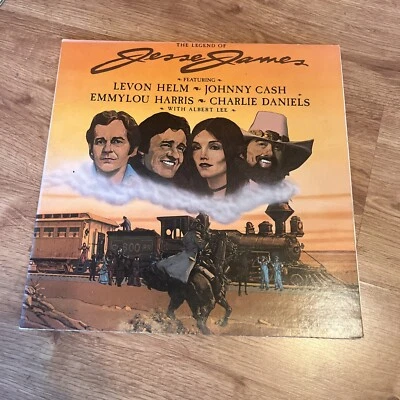 THE LEGEND OF
Jesse James
FEATURING
LEVON HELM ~ JOHNNY CASH
EMMYLOU HARRIS ~ CHARLIE DANIELS
WITH ALBERT LEE